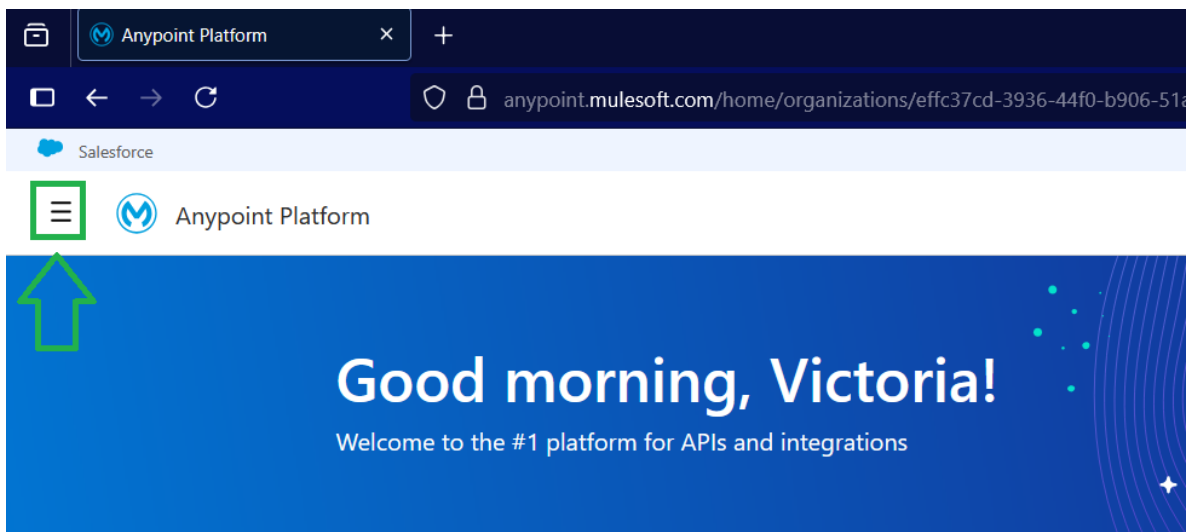 Anypoint Platform
anypoint.mulesoft.com/home/organizations/effc37cd-3936-44f0-b906-51a
Salesforce
Anypoint Platform
Good morning, Victoria!
Welcome to the #1 platform for APIs and integrations